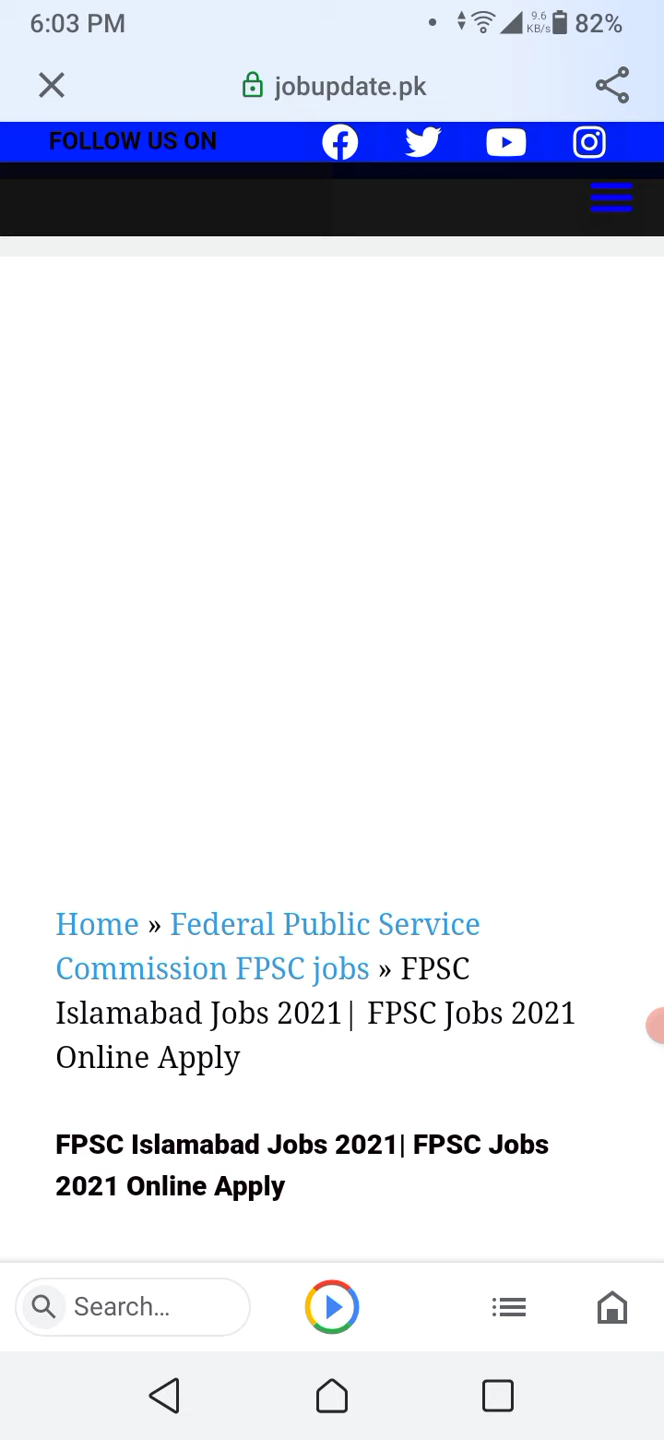 6:03 PM
9.6
KB/s
82%
jobupdate.pk
FOLLOW US ON
Home » Federal Public Service
Commission FPSC jobs » FPSC
Islamabad Jobs 2021| FPSC Jobs 2021
Online Apply
FPSC Islamabad Jobs 2021| FPSC Jobs
2021 Online Apply
Search...